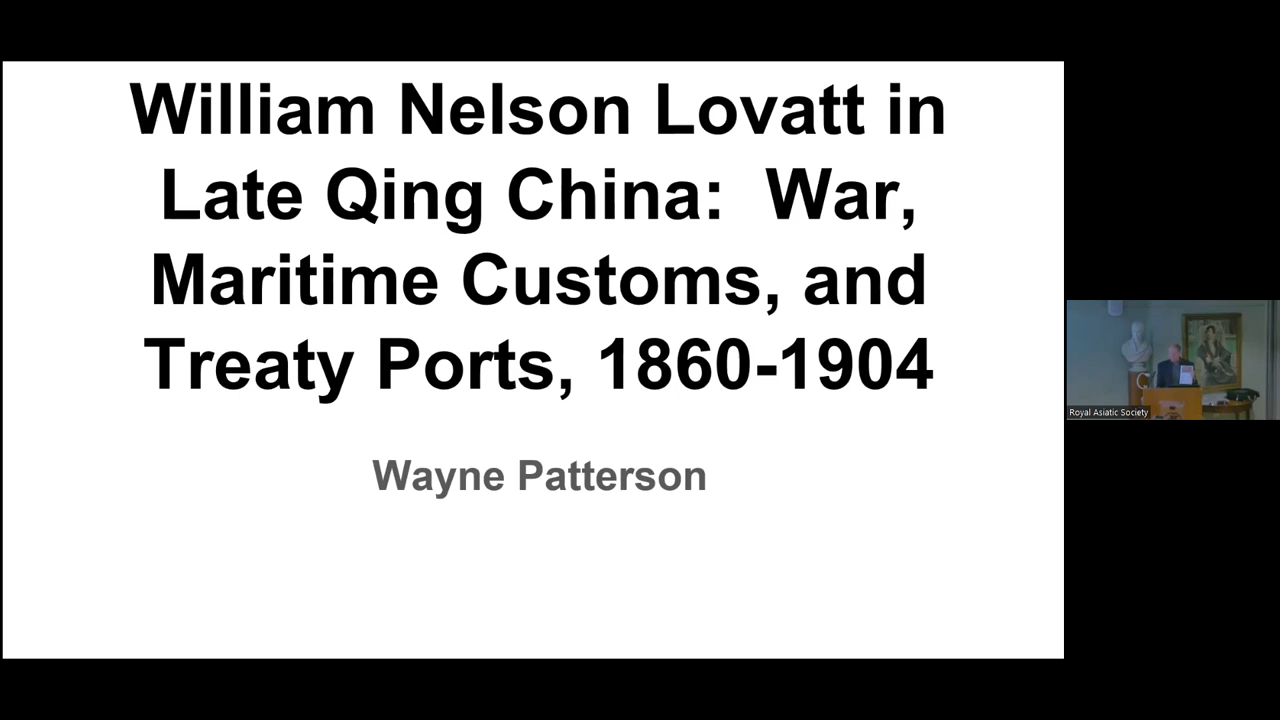 William Nelson Lovatt in
Late Qing China:  War,
Maritime Customs, and
Treaty Ports, 1860-1904
Wayne Patterson
Royal Asiatic Society